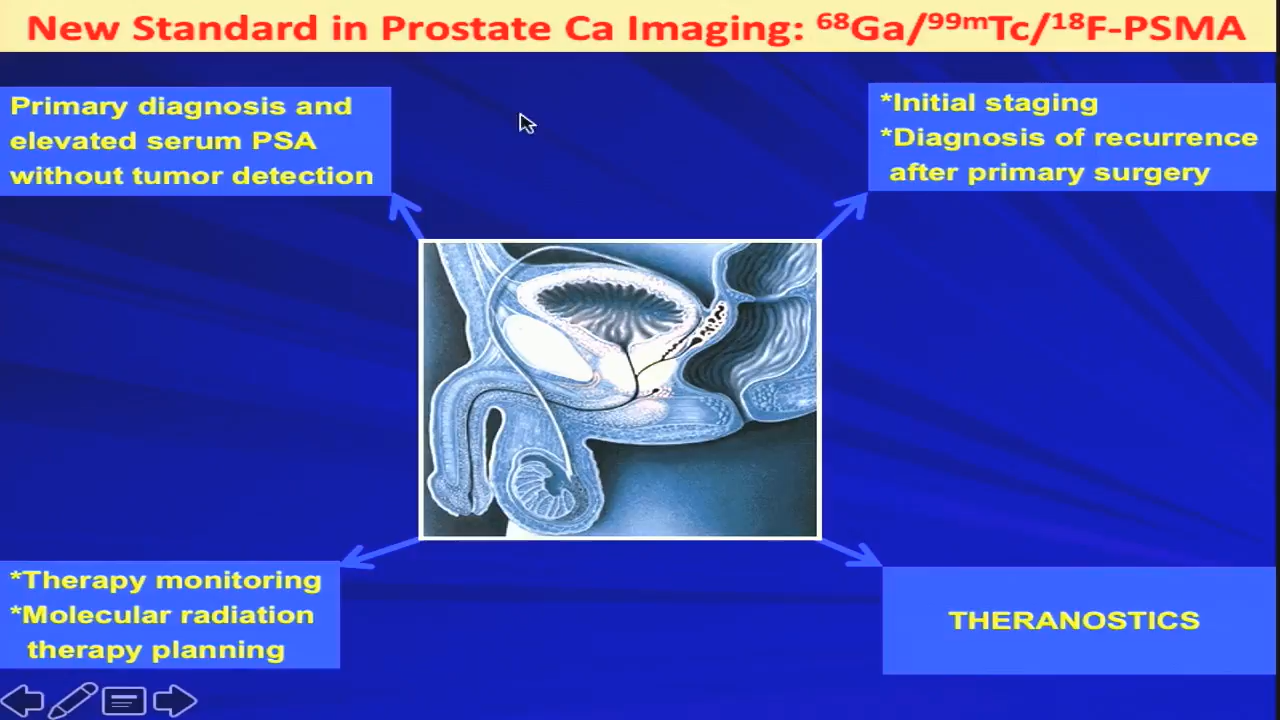 New Standard in Prostate Ca Imaging: ⁶⁸Ga/⁹⁹ᵐTc/¹⁸F-PSMA
Primary diagnosis and
elevated serum PSA
without tumor detection
*Initial staging
*Diagnosis of recurrence
after primary surgery
*Therapy monitoring
*Molecular radiation
therapy planning
THERANOSTICS